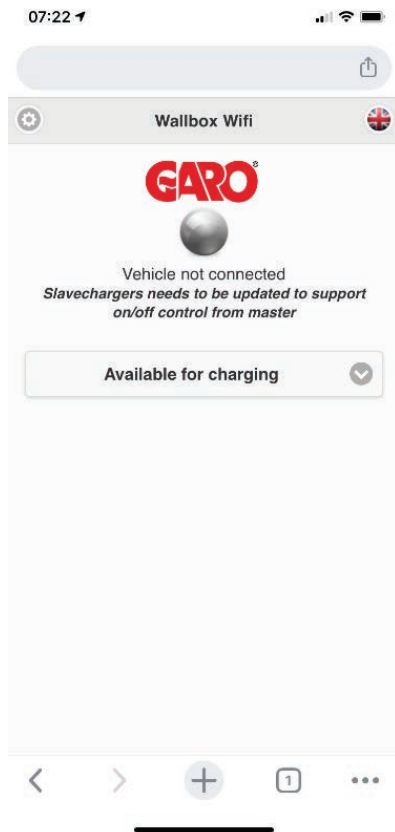 07:22
Wallbox Wifi
GARO®
Vehicle not connected
Slavechargers needs to be updated to support
on/off control from master
Available for charging
1